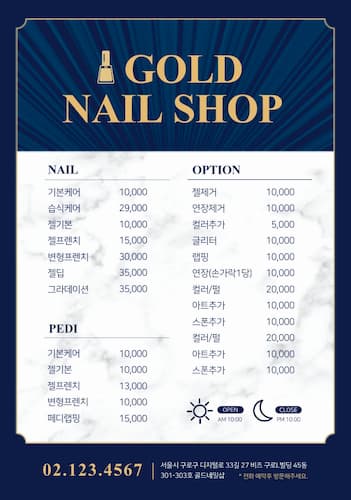 GOLD
NAIL SHOP
NAIL
기본케어 10,000
습식케어 29,000
젤기본 10,000
젤프렌치 15,000
변형프렌치 30,000
젤딥 35,000
그라데이션 35,000
PEDI
기본케어 10,000
젤기본 10,000
젤프렌치 13,000
변형프렌치 10,000
페디랩핑 15,000
OPTION
젤제거 10,000
연장제거 10,000
컬러추가 5,000
글리터 10,000
랩핑 10,000
연장(손가락1당) 10,000
컬러/펄 20,000
아트추가 10,000
스폰추가 10,000
컬러/펄 20,000
아트추가 10,000
스폰추가 10,000
OPEN
AM 10:00
CLOSE
PM 10:00
02.123.4567
서울시 구로구 디지털로 33길 27 비즈 구로1.빌딩 45동
301-303호 골드네일샵
* 전화 예약후 방문해주세요.